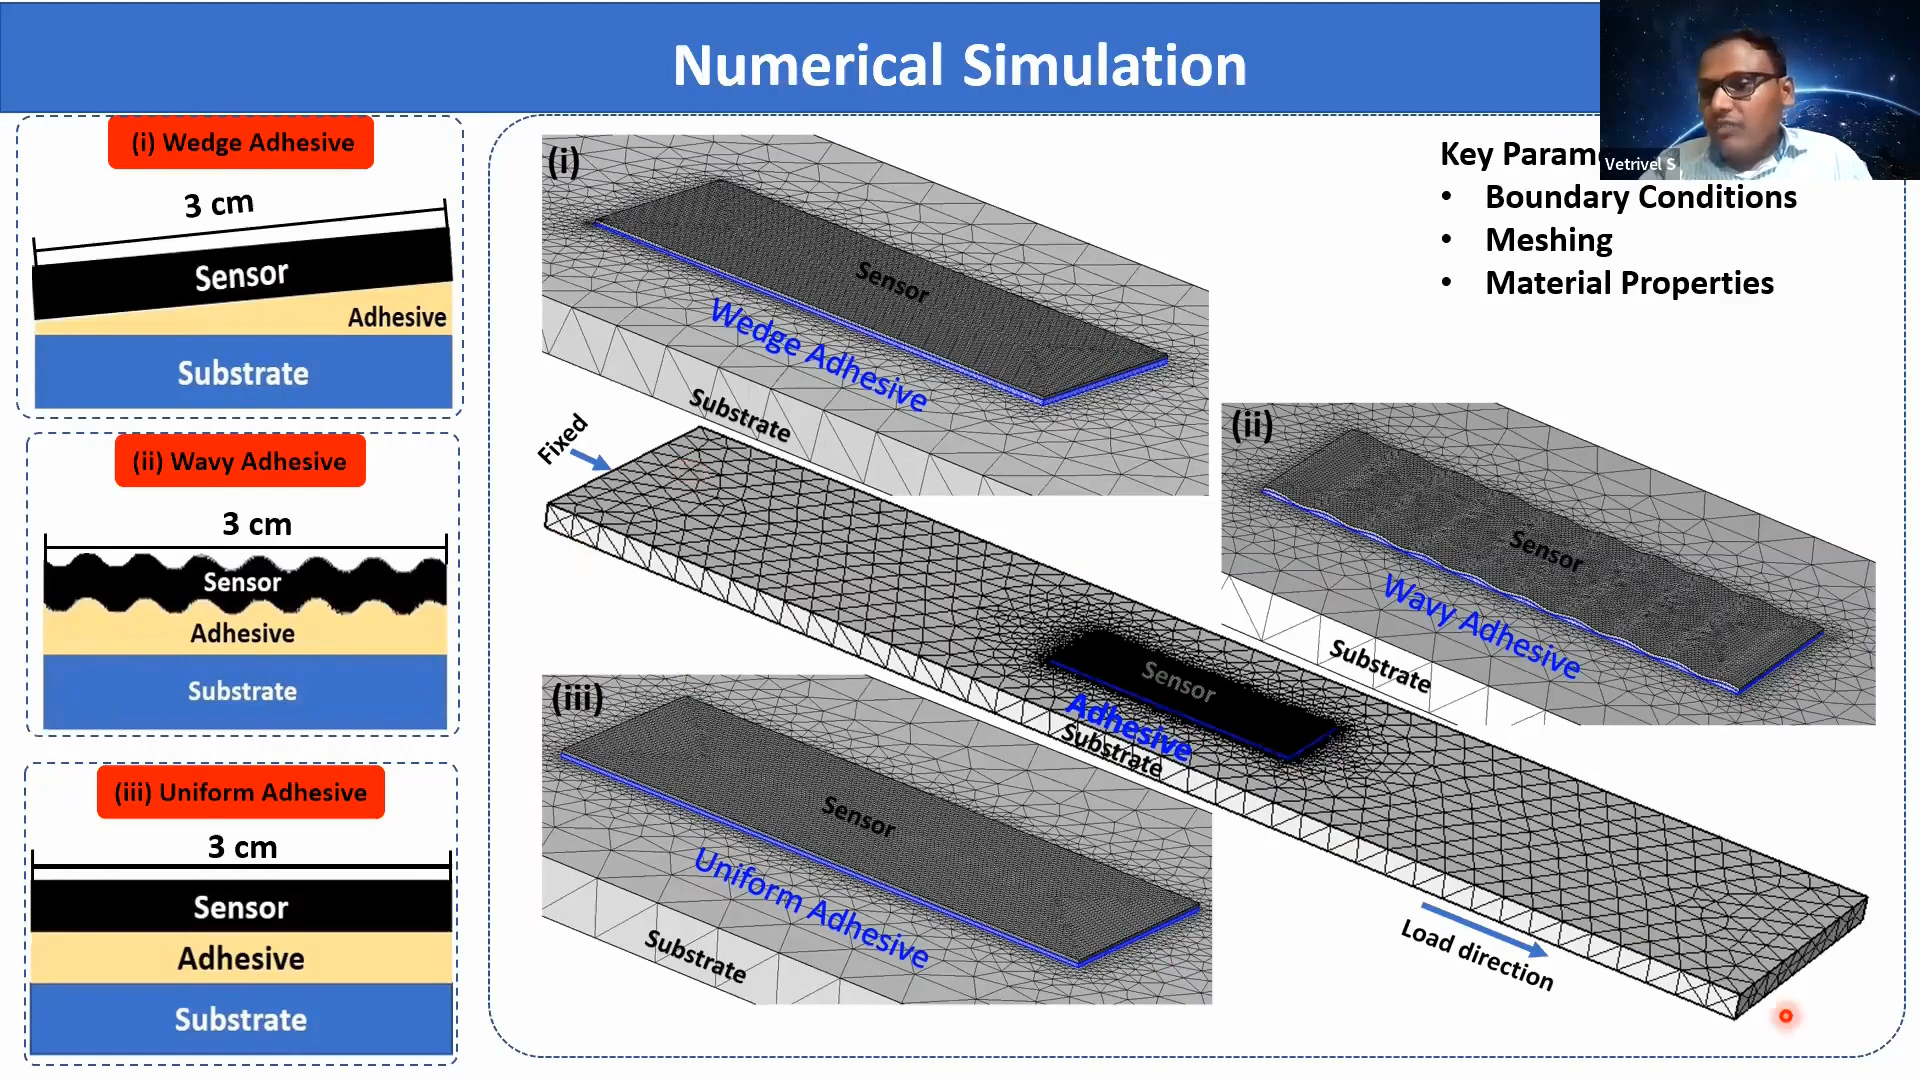 Numerical Simulation
Vetrivel S
(i) Wedge Adhesive
3 cm
Sensor
Adhesive
Substrate
(ii) Wavy Adhesive
3 cm
Sensor
Adhesive
Substrate
(iii) Uniform Adhesive
3 cm
Sensor
Adhesive
Substrate
(i)
Sensor
Wedge Adhesive
Substrate
Key
Boundary Conditions
Meshing
Material Properties
Fixed
(ii)
Sensor
Wavy Adhesive
Substrate
Sensor
Adhesive
Substrate
(iii)
Sensor
Uniform Adhesive
Substrate
Load direction